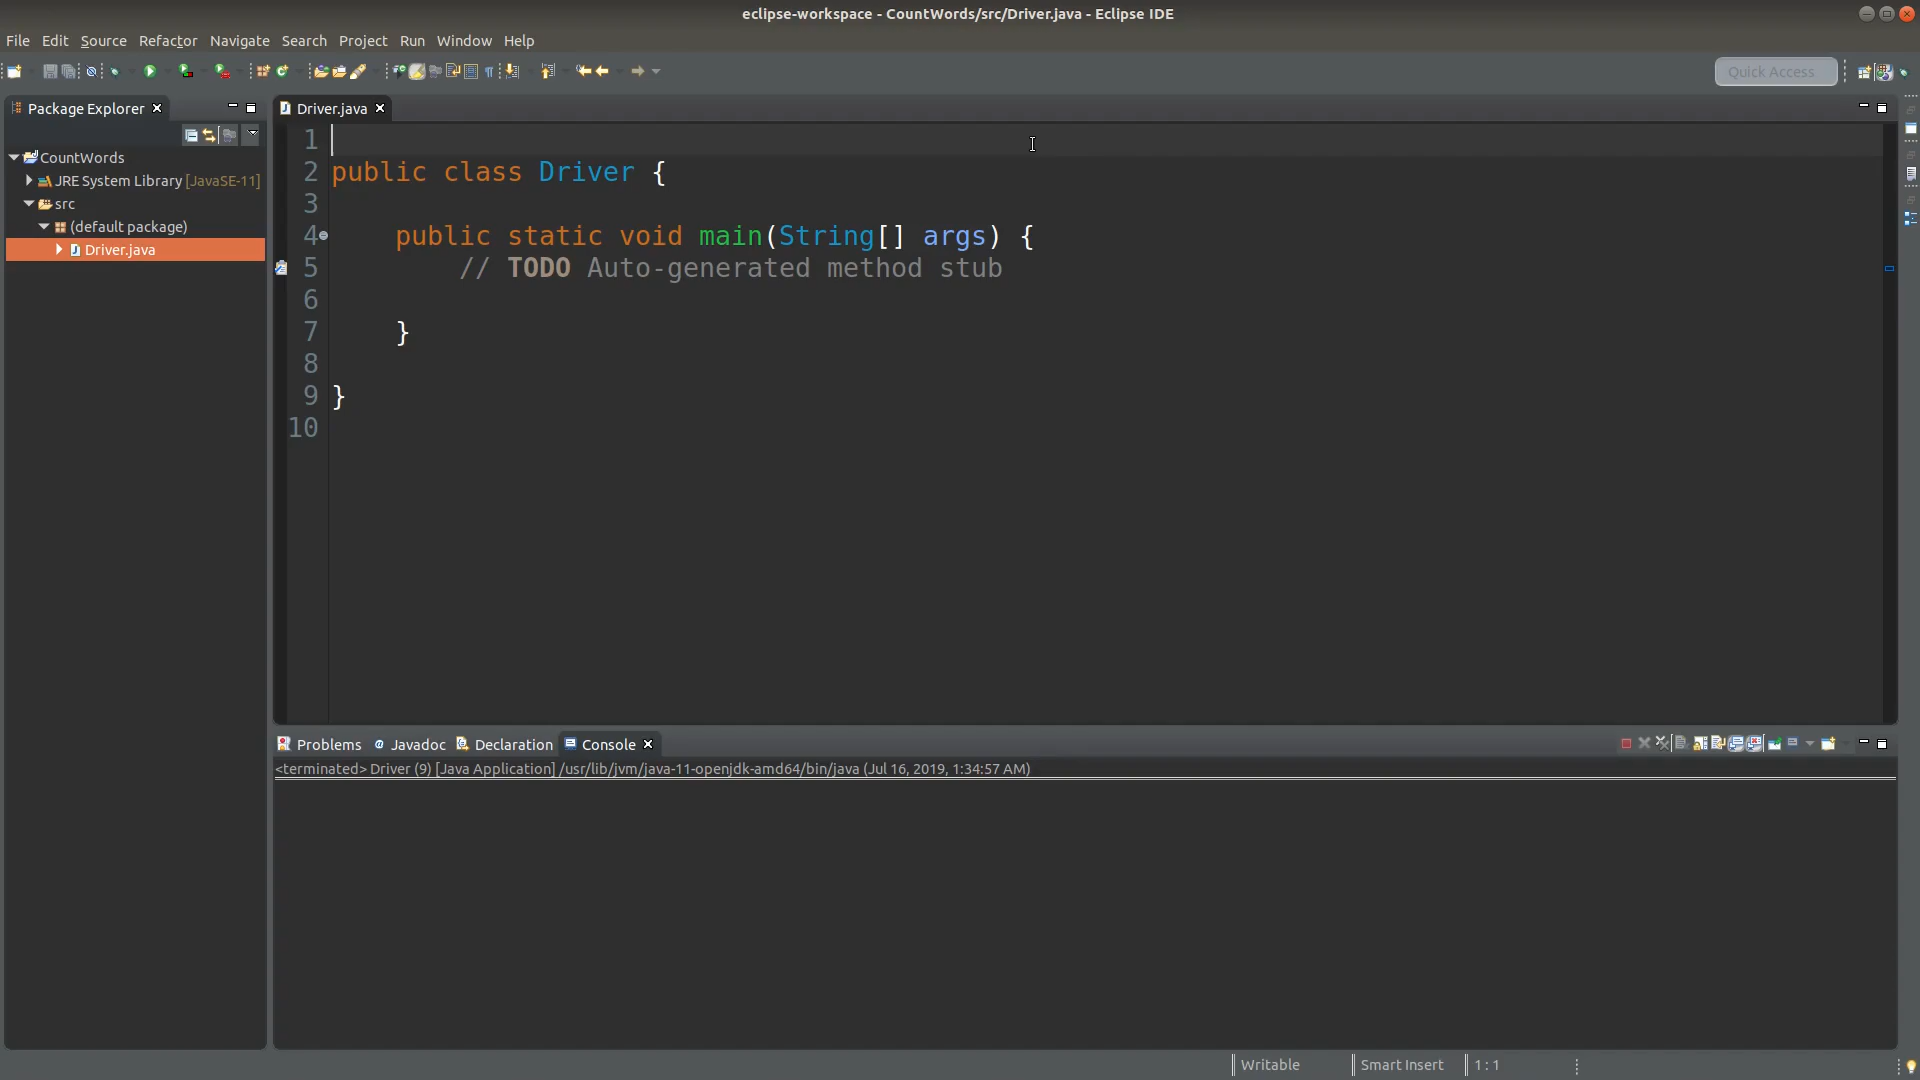 eclipse-workspace - CountWords/src/Driver.java - Eclipse IDE
File Edit Source Refactor Navigate Search Project Run Window Help
Quick Access
Package Explorer
Driver.java
CountWords
JRE System Library [JavaSE-11]
src
(default package)
Driver.java
1
2 public class Driver {
3
4 public static void main(String[] args) {
5 // TODO Auto-generated method stub
6
7 }
8
9 }
10
Problems @ Javadoc Declaration Console
<terminated> Driver (9) [Java Application] /usr/lib/jvm/java-11-openjdk-amd64/bin/java (Jul 16, 2019, 1:34:57 AM)
Writable Smart Insert 1 : 1